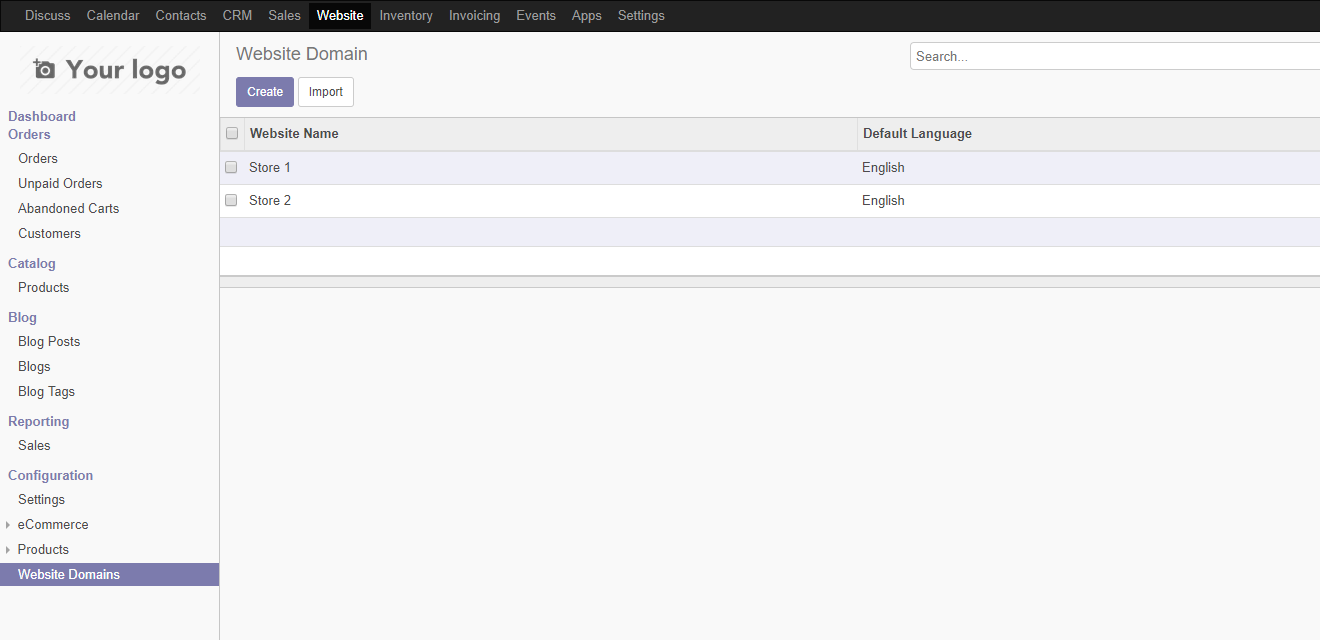 Discuss Calendar Contacts CRM Sales Website Inventory Invoicing Events Apps Settings
Your logo
Dashboard
Orders
Orders
Unpaid Orders
Abandoned Carts
Customers
Catalog
Products
Blog
Blog Posts
Blogs
Blog Tags
Reporting
Sales
Configuration
Settings
eCommerce
Products
Website Domains
Website Domain
Search...
Create Import
Website Name Default Language
Store 1 English
Store 2 English